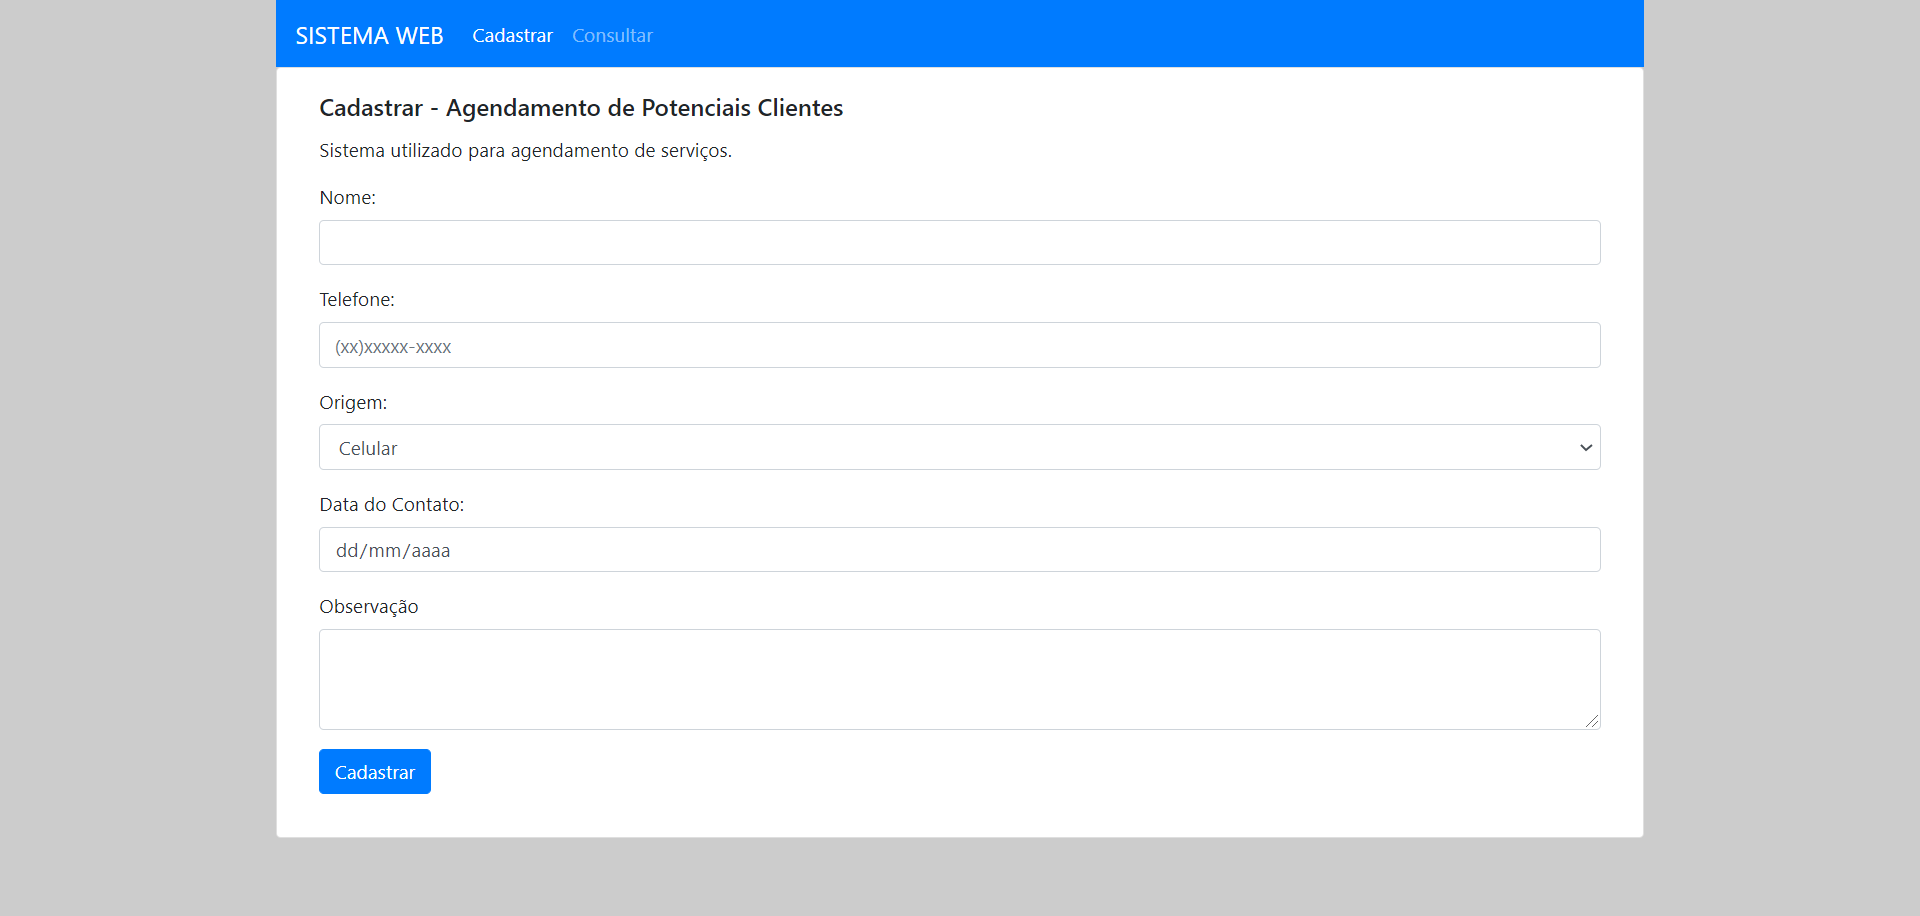 SISTEMA WEB Cadastrar Consultar
Cadastrar - Agendamento de Potenciais Clientes
Sistema utilizado para agendamento de serviços.
Nome:
Telefone:
(xx)xxxxx-xxxx
Origem:
Celular
Data do Contato:
dd/mm/aaaa
Observação
Cadastrar